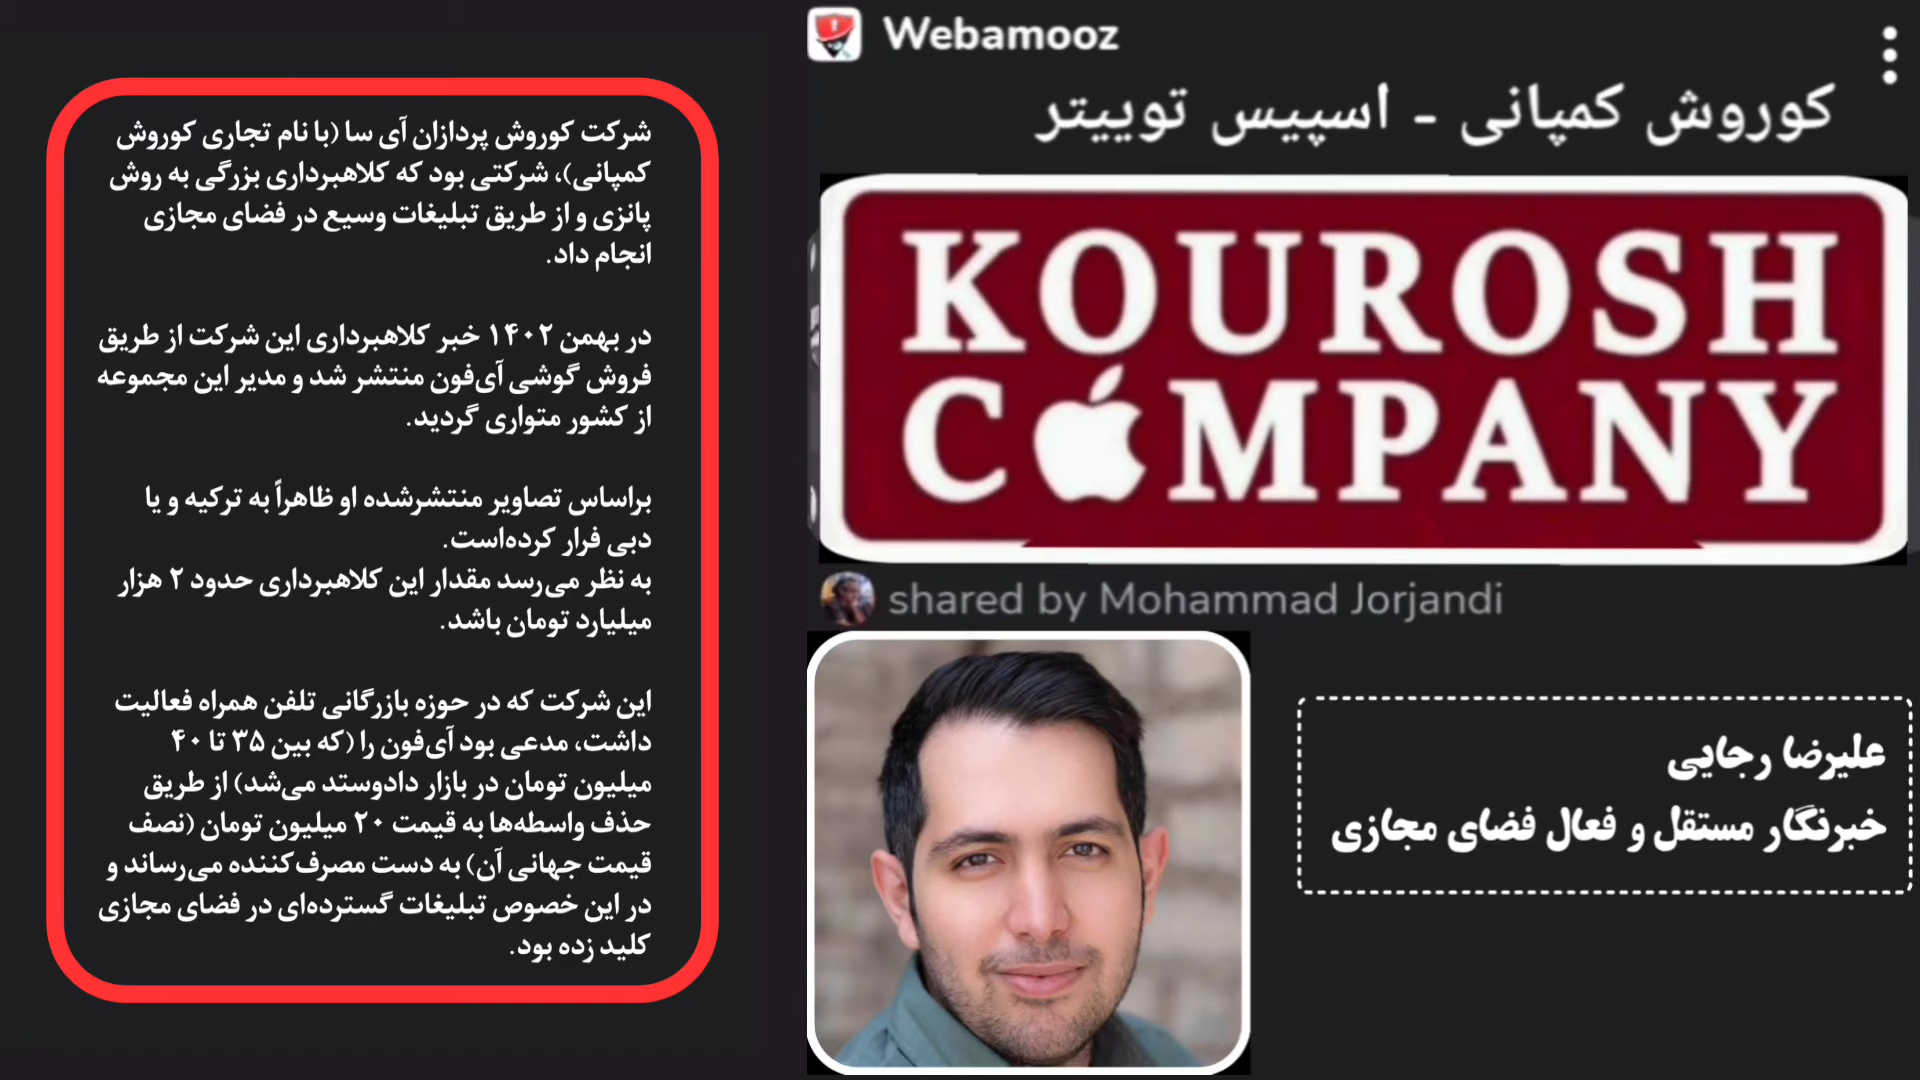 Webamooz
کوروش کمپانی - اسپیس توییتر
KOUROSH
COMPANY
shared by Mohammad Jorjandi
علیرضا رجایی
خبرنگار مستقل و فعال فضای مجازی
شرکت کوروش پردازان آی سا (با نام تجاری کوروش
کمپانی)، شرکتی بود که کلاهبرداری بزرگی به روش
پانزی و از طریق تبلیغات وسیع در فضای مجازی
انجام داد.
در بهمن ۱۴۰۲ خبر کلاهبرداری این شرکت از طریق
فروش گوشی آی‌فون منتشر شد و مدیر این مجموعه
از کشور متواری گردید.
براساس تصاویر منتشرشده او ظاهراً به ترکیه و یا
دبی فرار کرده‌است.
به نظر می‌رسد مقدار این کلاهبرداری حدود ۲ هزار
میلیارد تومان باشد.
این شرکت که در حوزه بازرگانی تلفن همراه فعالیت
داشت، مدعی بود آی‌فون را (که بین ۳۵ تا ۴۰
میلیون تومان در بازار دادوستد می‌شد) از طریق
حذف واسطه‌ها به قیمت ۲۰ میلیون تومان (نصف
قیمت جهانی آن) به دست مصرف‌کننده می‌رساند و
در این خصوص تبلیغات گسترده‌ای در فضای مجازی
کلید زده بود.